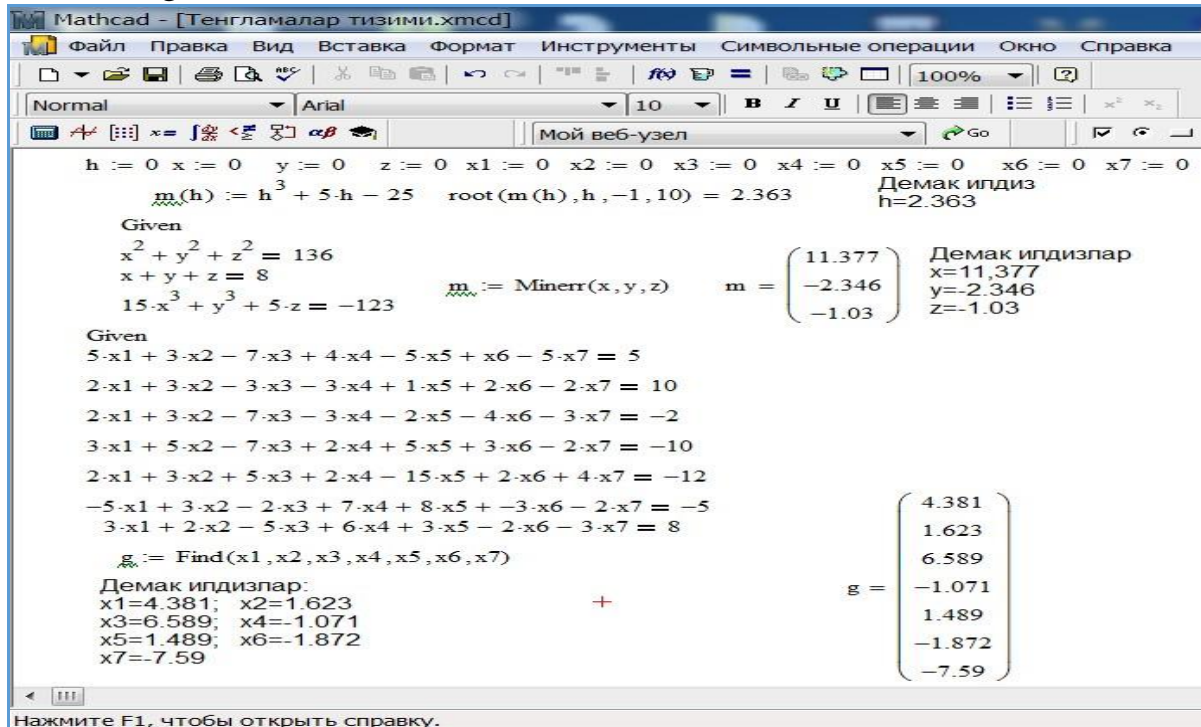 Mathcad - [Тенгламалар тизими.xmcd]
Файл Правка Вид Вставка Формат Инструменты Символьные операции Окно Справка
100%
Normal Arial 10 B I U
Мой веб-узел Go
h := 0 x := 0 y := 0 z := 0 x1 := 0 x2 := 0 x3 := 0 x4 := 0 x5 := 0 x6 := 0 x7 := 0
m(h) := h³ + 5·h − 25 root(m(h),h,−1,10) = 2.363 Демак илдиз
h=2.363
Given
x² + y² + z² = 136
x + y + z = 8
15·x³ + y³ + 5·z = −123
m := Minerr(x,y,z)
m = (11.377
−2.346
−1.03)
Демак илдизлар
x=11,377
y=-2.346
z=-1.03
Given
5·x1 + 3·x2 − 7·x3 + 4·x4 − 5·x5 + x6 − 5·x7 = 5
2·x1 + 3·x2 − 3·x3 − 3·x4 + 1·x5 + 2·x6 − 2·x7 = 10
2·x1 + 3·x2 − 7·x3 − 3·x4 − 2·x5 − 4·x6 − 3·x7 = −2
3·x1 + 5·x2 − 7·x3 + 2·x4 + 5·x5 + 3·x6 − 2·x7 = −10
2·x1 + 3·x2 + 5·x3 + 2·x4 − 15·x5 + 2·x6 + 4·x7 = −12
−5·x1 + 3·x2 − 2·x3 + 7·x4 + 8·x5 + −3·x6 − 2·x7 = −5
3·x1 + 2·x2 − 5·x3 + 6·x4 + 3·x5 − 2·x6 − 3·x7 = 8
g := Find(x1,x2,x3,x4,x5,x6,x7)
Демак илдизлар:
x1=4.381; x2=1.623
x3=6.589; x4=-1.071
x5=1.489; x6=-1.872
x7=-7.59
g = (4.381
1.623
6.589
−1.071
1.489
−1.872
−7.59)
Нажмите F1, чтобы открыть справку.